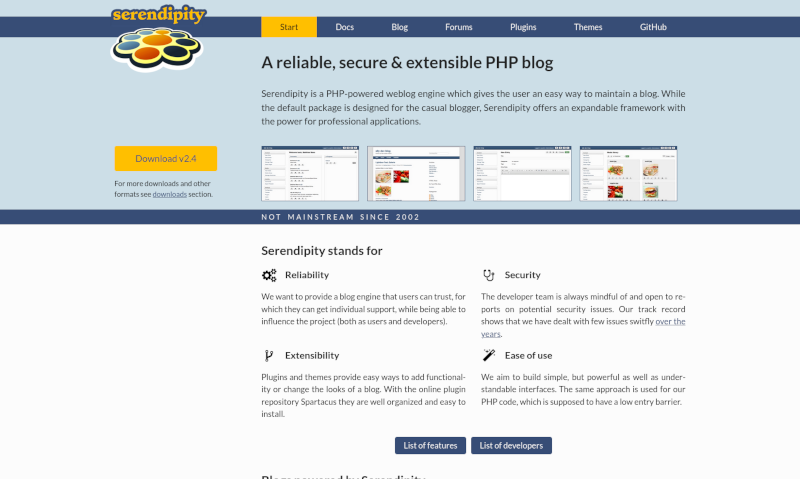 serendipity
Start Docs Blog Forums Plugins Themes GitHub
A reliable, secure & extensible PHP blog
Serendipity is a PHP-powered weblog engine which gives the user an easy way to maintain a blog. While
the default package is designed for the casual blogger, Serendipity offers an expandable framework with
the power for professional applications.
Download v2.4
For more downloads and other
formats see downloads section.
NOT MAINSTREAM SINCE 2002
Serendipity stands for
Reliability
We want to provide a blog engine that users can trust, for
which they can get individual support, while being able to
influence the project (both as users and developers).
Security
The developer team is always mindful of and open to re-
ports on potential security issues. Our track record
shows that we have dealt with few issues swiftly over the
years.
Extensibility
Plugins and themes provide easy ways to add functional-
ity or change the looks of a blog. With the online plugin
repository Spartacus they are well organized and easy to
install.
Ease of use
We aim to build simple, but powerful as well as under-
standable interfaces. The same approach is used for our
PHP code, which is supposed to have a low entry barrier.
List of features List of developers
Blogs powered by Serendipity